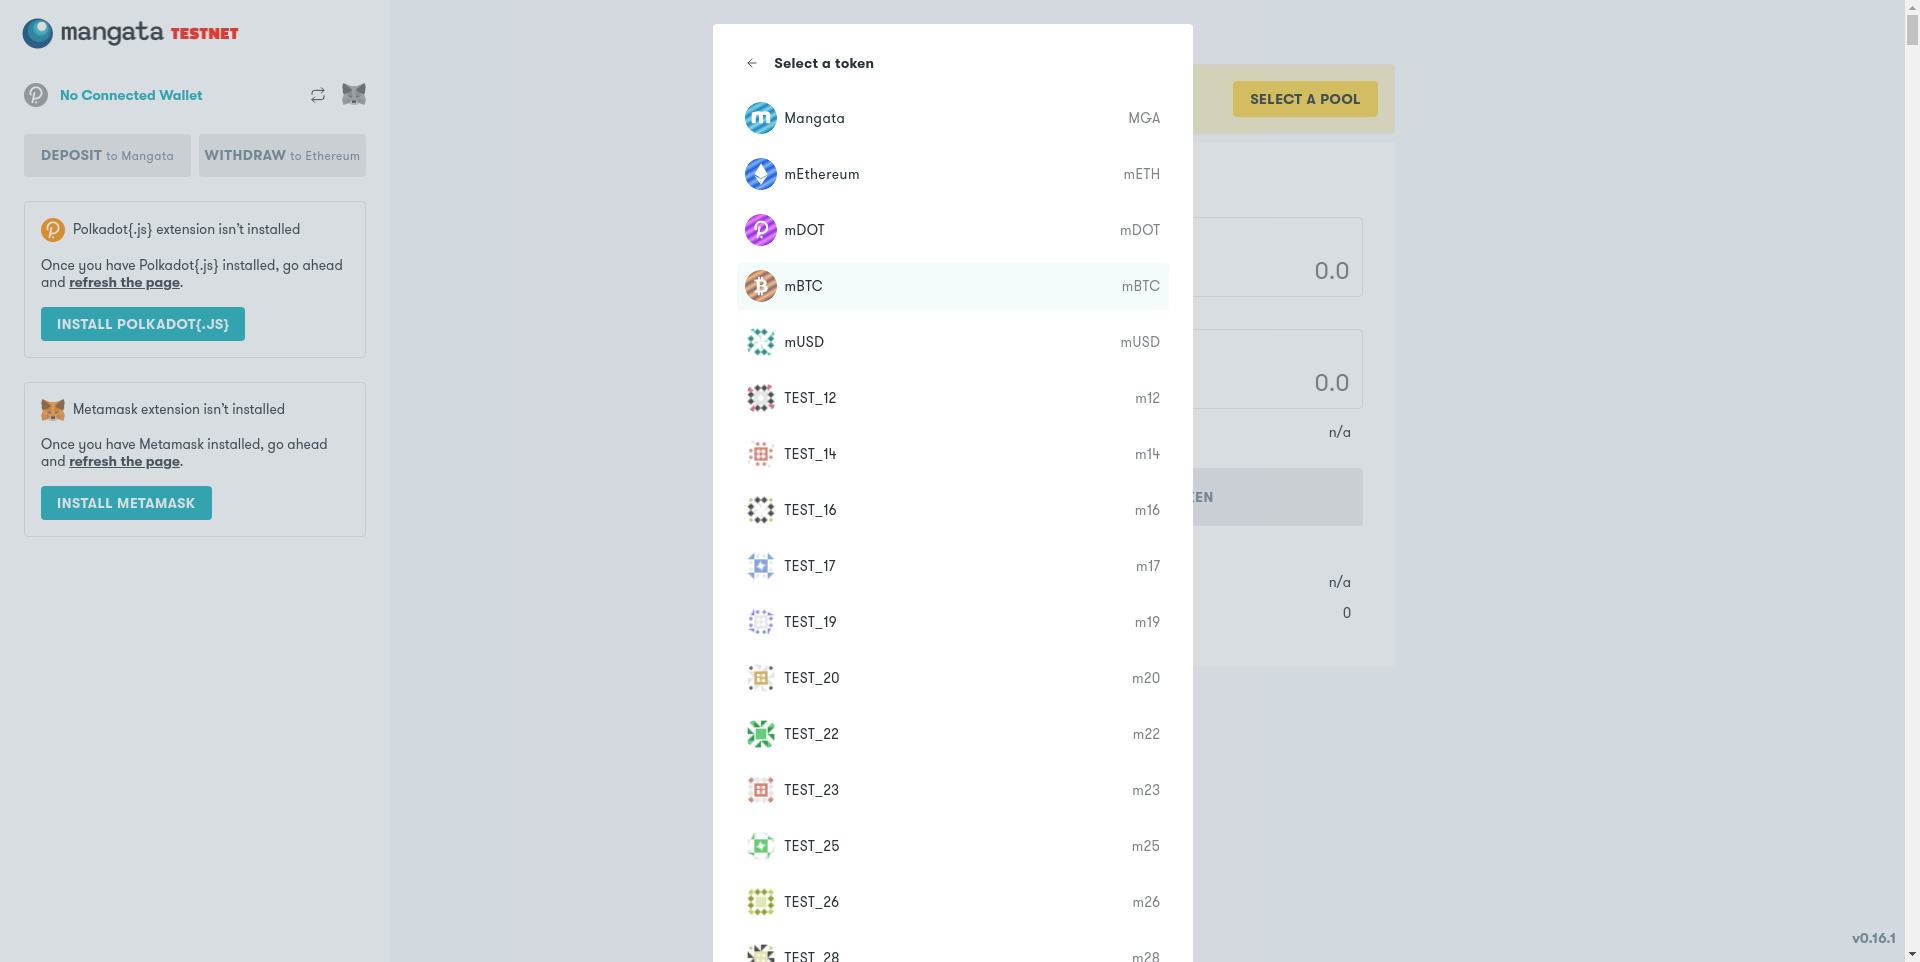 mangata TESTNET
No Connected Wallet
DEPOSIT to Mangata
WITHDRAW to Ethereum
Polkadot{.js} extension isn't installed
Once you have Polkadot{.js} installed, go ahead
and refresh the page.
INSTALL POLKADOT{.JS}
Metamask extension isn't installed
Once you have Metamask installed, go ahead
and refresh the page.
INSTALL METAMASK
Select a token
Mangata MGA
mEthereum mETH
mDOT mDOT
mBTC mBTC
mUSD mUSD
TEST_12 m12
TEST_14 m14
TEST_16 m16
TEST_17 m17
TEST_19 m19
TEST_20 m20
TEST_22 m22
TEST_23 m23
TEST_25 m25
TEST_26 m26
TEST_28 m28
SELECT A POOL
0.0
0.0
n/a
n/a
0
v0.16.1